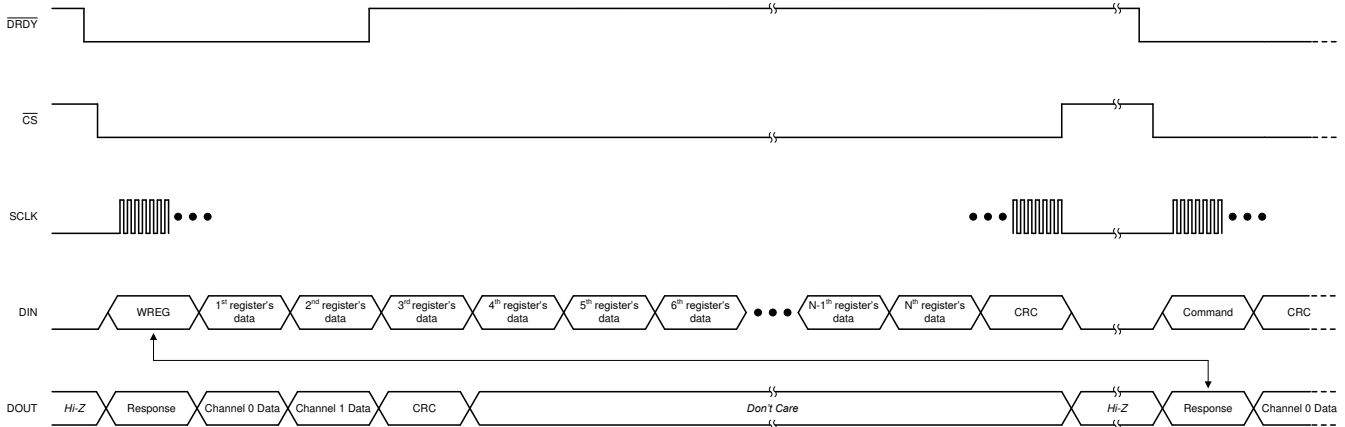 DRDY
CS
SCLK
DIN
WREG
1st register's
data
2nd register's
data
3rd register's
data
4th register's
data
5th register's
data
6th register's
data
N-1th register's
data
Nth register's
data
CRC
Command
CRC
DOUT
Hi-Z
Response
Channel 0 Data
Channel 1 Data
CRC
Don't Care
Hi-Z
Response
Channel 0 Data